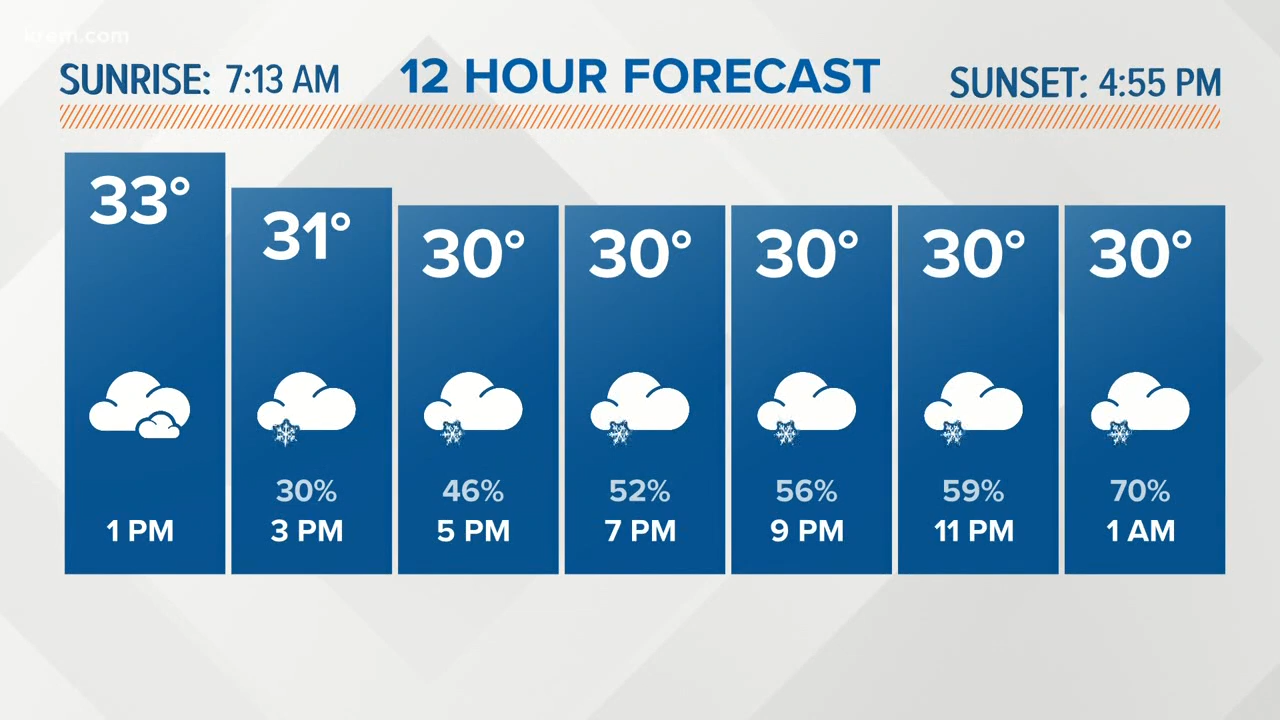 krem.com
SUNRISE: 7:13 AM
12 HOUR FORECAST
SUNSET: 4:55 PM
33° 31° 30° 30° 30° 30° 30°
30% 46% 52% 56% 59% 70%
1 PM 3 PM 5 PM 7 PM 9 PM 11 PM 1 AM